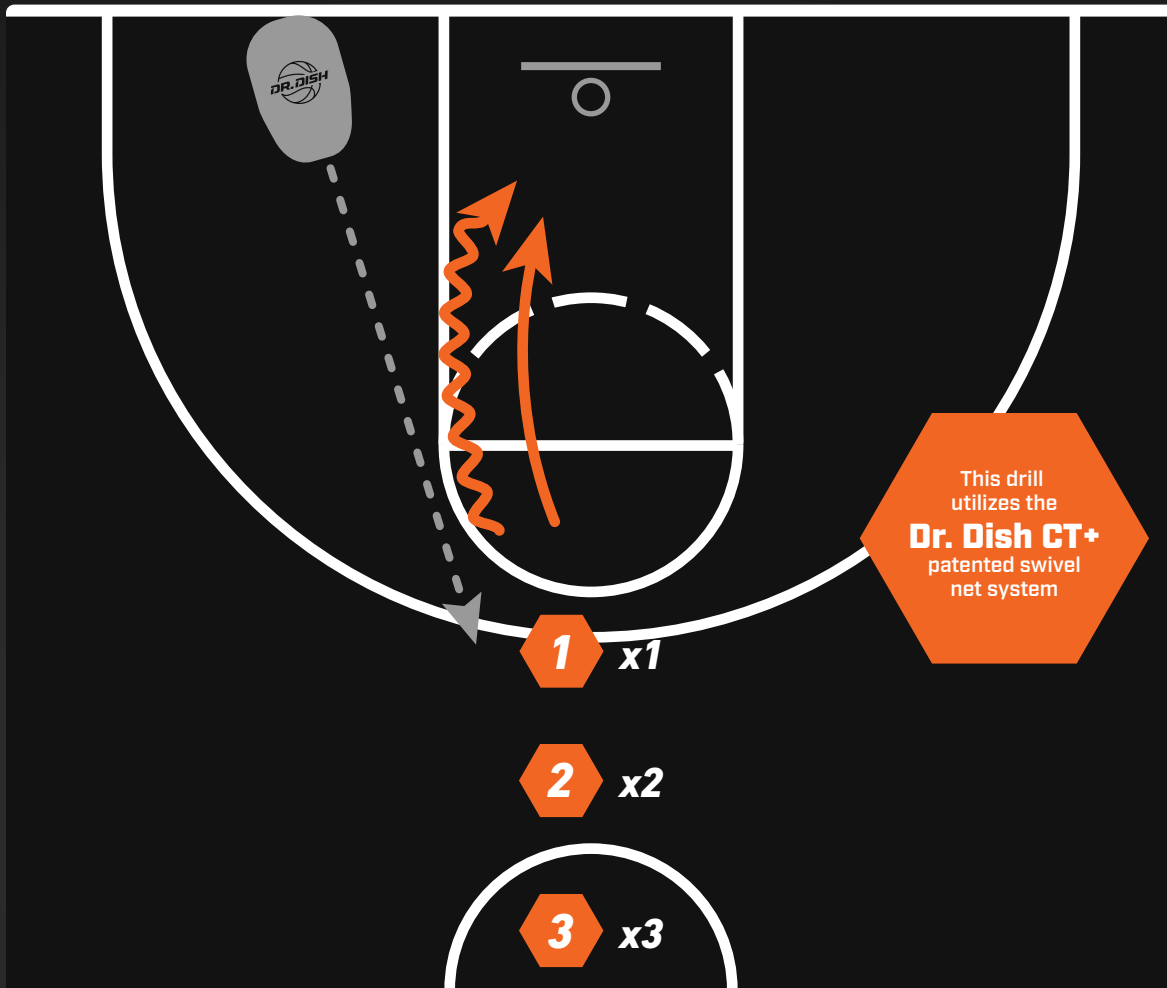 DR.DISH
This drill
utilizes the
Dr. Dish CT+
patented swivel
net system
1 x1
2 x2
3 x3